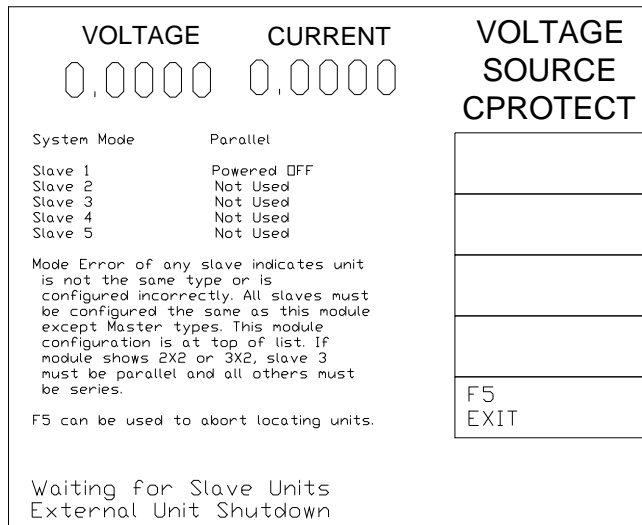 VOLTAGE CURRENT
0.0000 0.0000
VOLTAGE
SOURCE
CPROTECT
System Mode Parallel
Slave 1 Powered OFF
Slave 2 Not Used
Slave 3 Not Used
Slave 4 Not Used
Slave 5 Not Used
Mode Error of any slave indicates unit
is not the same type or is
configured incorrectly. All slaves must
be configured the same as this module
except Master types. This module
configuration is at top of list. If
module shows 2X2 or 3X2, slave 3
must be parallel and all others must
be series.
F5 can be used to abort locating units.
F5
EXIT
Waiting for Slave Units
External Unit Shutdown